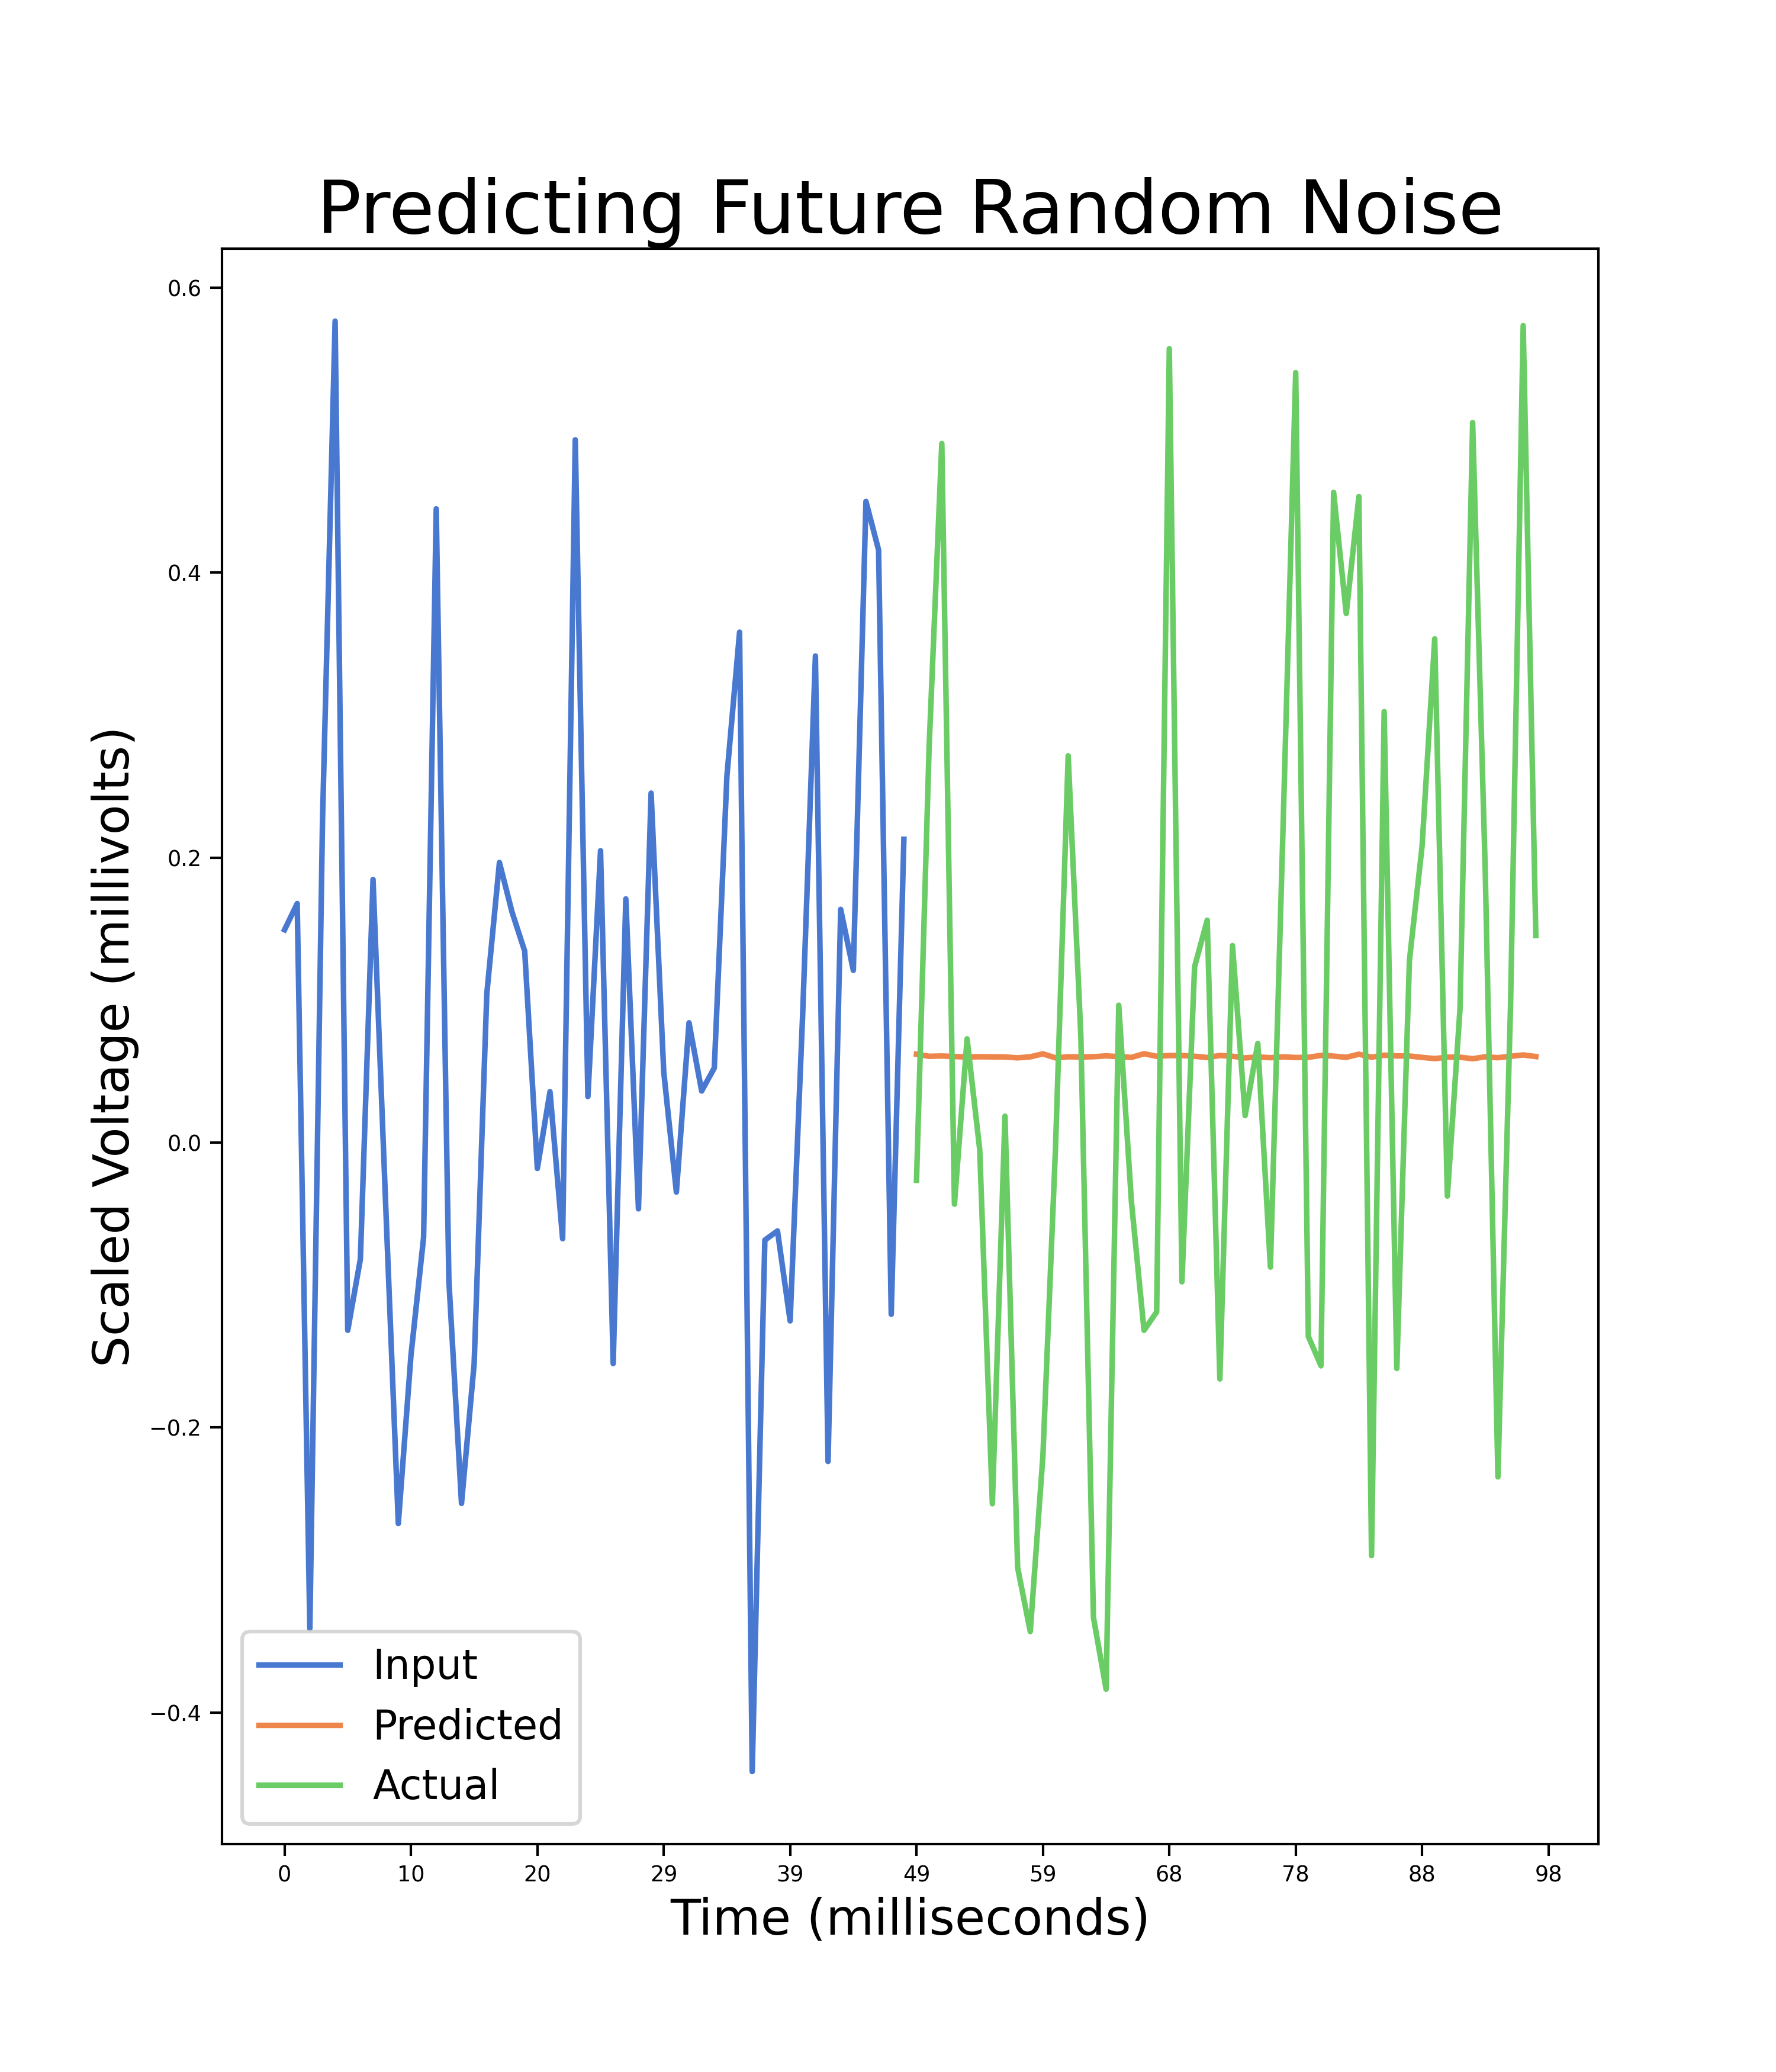 Predicting Future Random Noise
Scaled Voltage (millivolts)
0.6
0.4
0.2
0.0
−0.2
−0.4
Input
Predicted
Actual
0 10 20 29 39 49 59 68 78 88 98
Time (milliseconds)